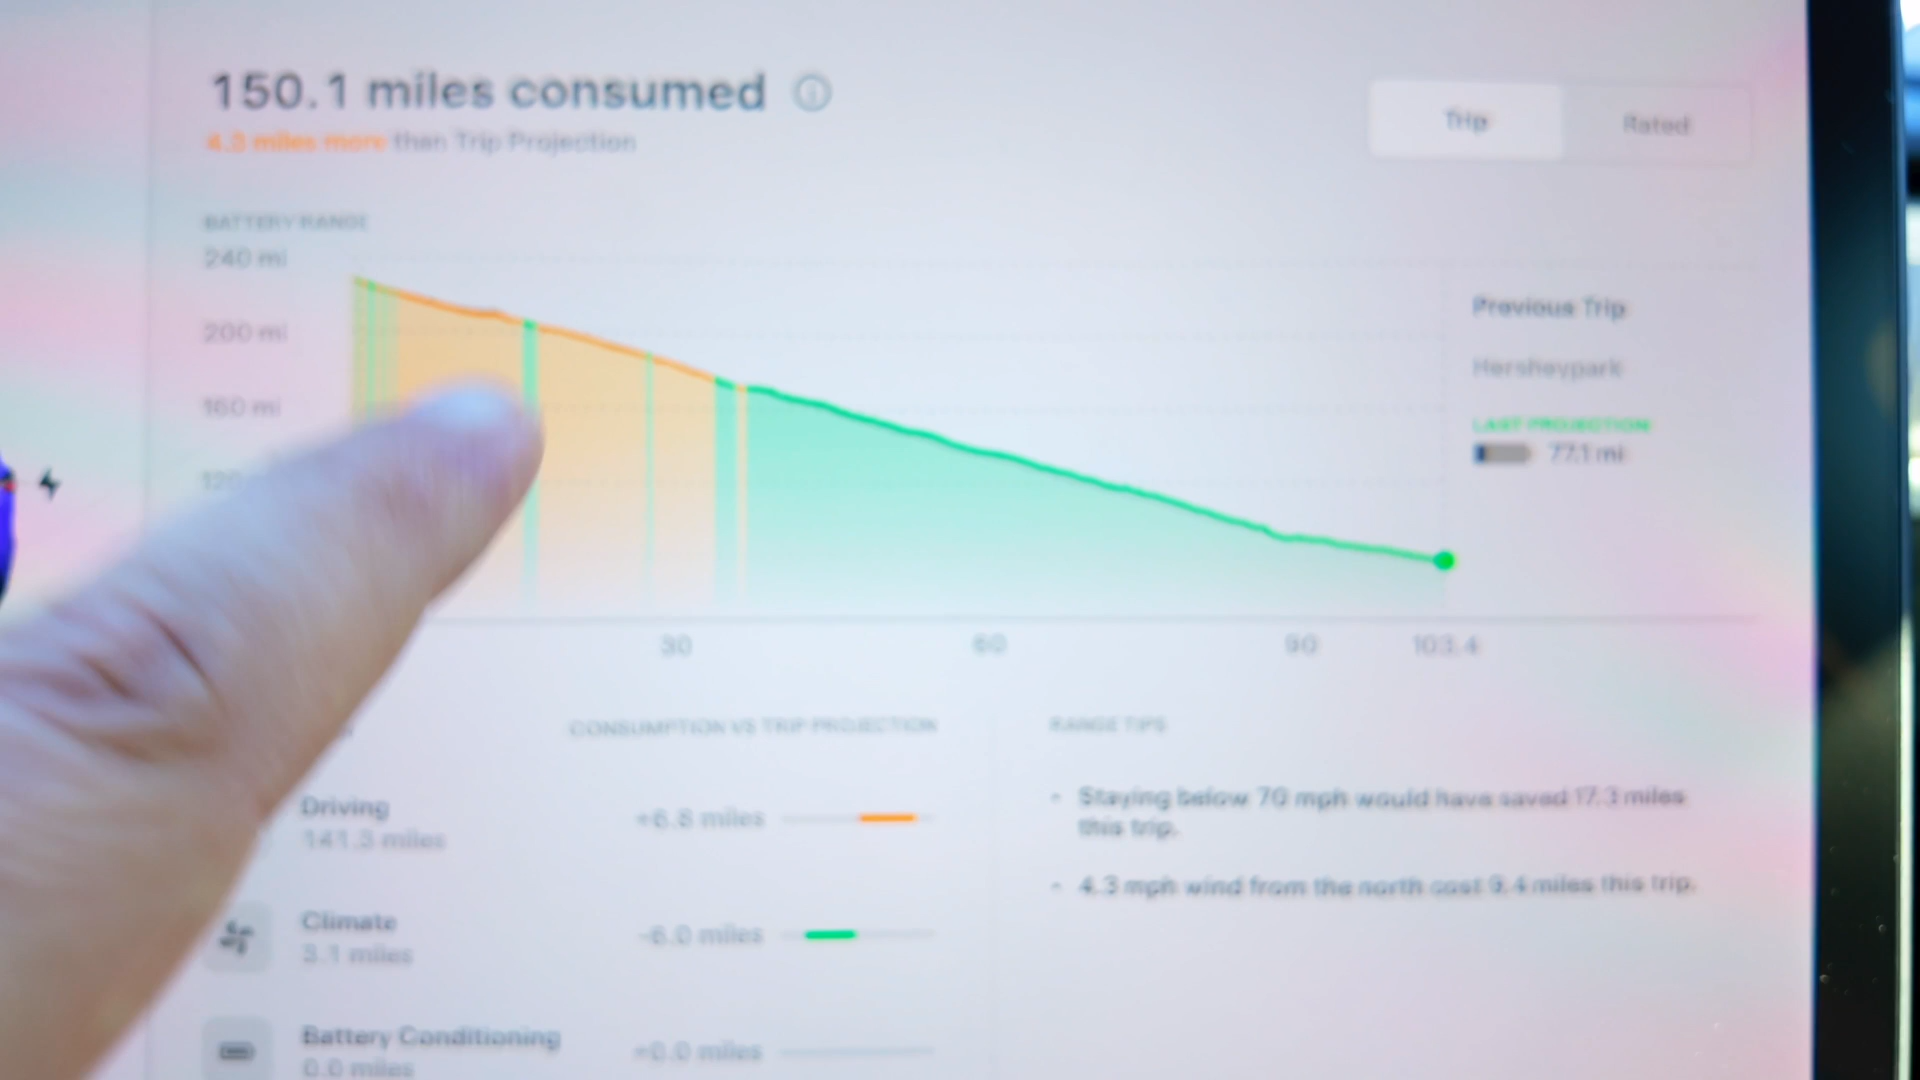 150.1 miles consumed
4.3 miles more than Trip Projection
Trip
Rated
BATTERY RANGE
240 mi
200 mi
160 mi
120
Previous Trip
Hersheypark
LAST PROJECTION
77.1 mi
30
60
90
103.4
CONSUMPTION VS TRIP PROJECTION
RANGE TIPS
Driving
141.3 miles
+6.8 miles
Climate
3.1 miles
-6.0 miles
Battery Conditioning
0.0 miles
+0.0 miles
- Staying below 70 mph would have saved 17.3 miles
this trip.
- 4.3 mph wind from the north cost 9.4 miles this trip.